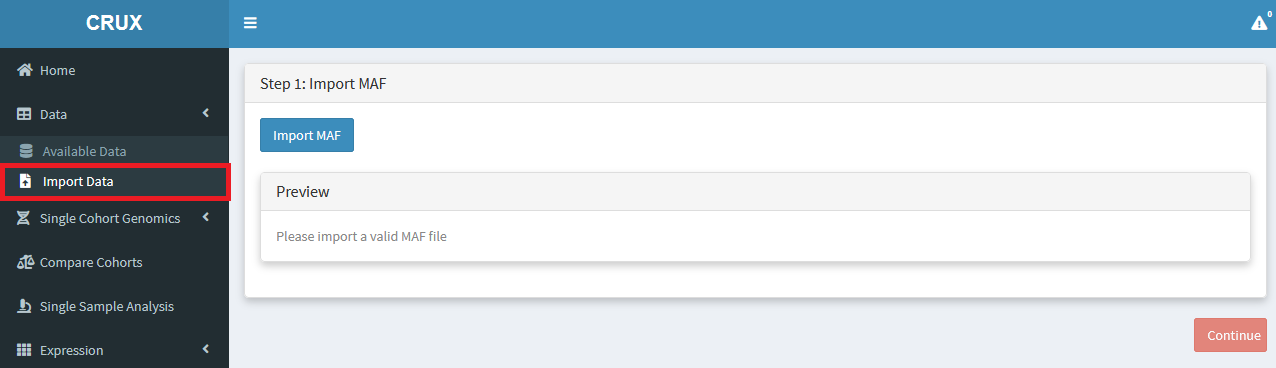 CRUX
0
Home
Data
Available Data
Import Data
Single Cohort Genomics
Compare Cohorts
Single Sample Analysis
Expression
Step 1: Import MAF
Import MAF
Preview
Please import a valid MAF file
Continue